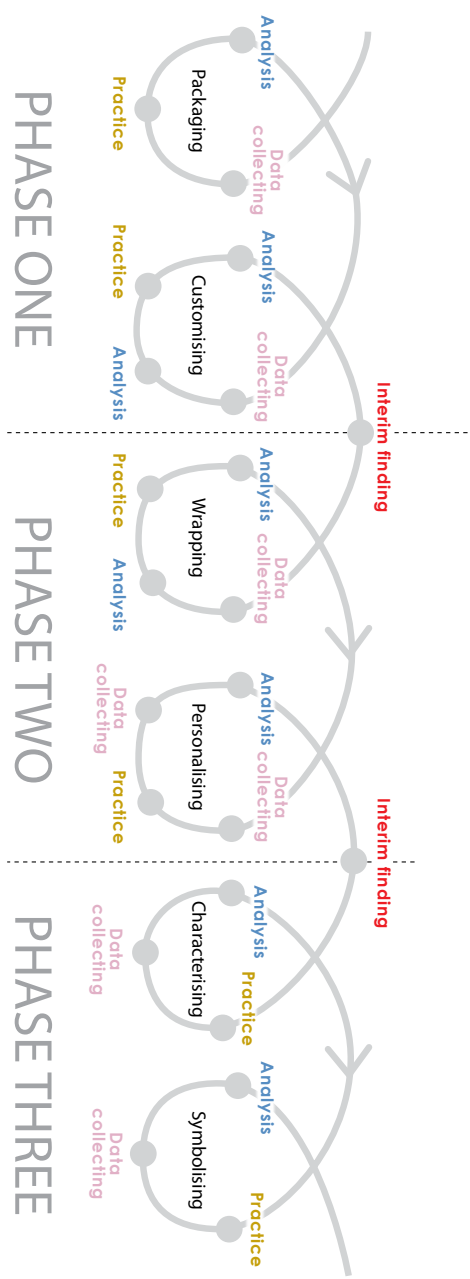 Analysis
Packaging
Practice
Data
collecting
Analysis
Customising
Practice
Data
collecting
Analysis
PHASE ONE
Interim finding
Analysis
Wrapping
Practice
Data
collecting
Analysis
Analysis
Personalising
Data
collecting
Data
collecting
Practice
PHASE TWO
Interim finding
Analysis
Characterising
Data
collecting
Practice
Analysis
Symbolising
Data
collecting
Practice
PHASE THREE